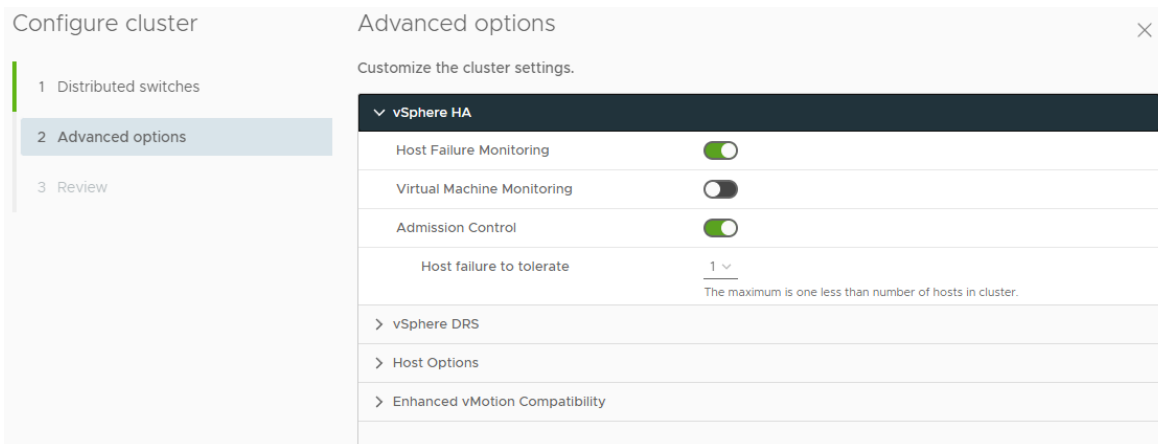 Configure cluster
1 Distributed switches
2 Advanced options
3 Review
Advanced options
Customize the cluster settings.
vSphere HA
Host Failure Monitoring
Virtual Machine Monitoring
Admission Control
Host failure to tolerate
1
The maximum is one less than number of hosts in cluster.
vSphere DRS
Host Options
Enhanced vMotion Compatibility